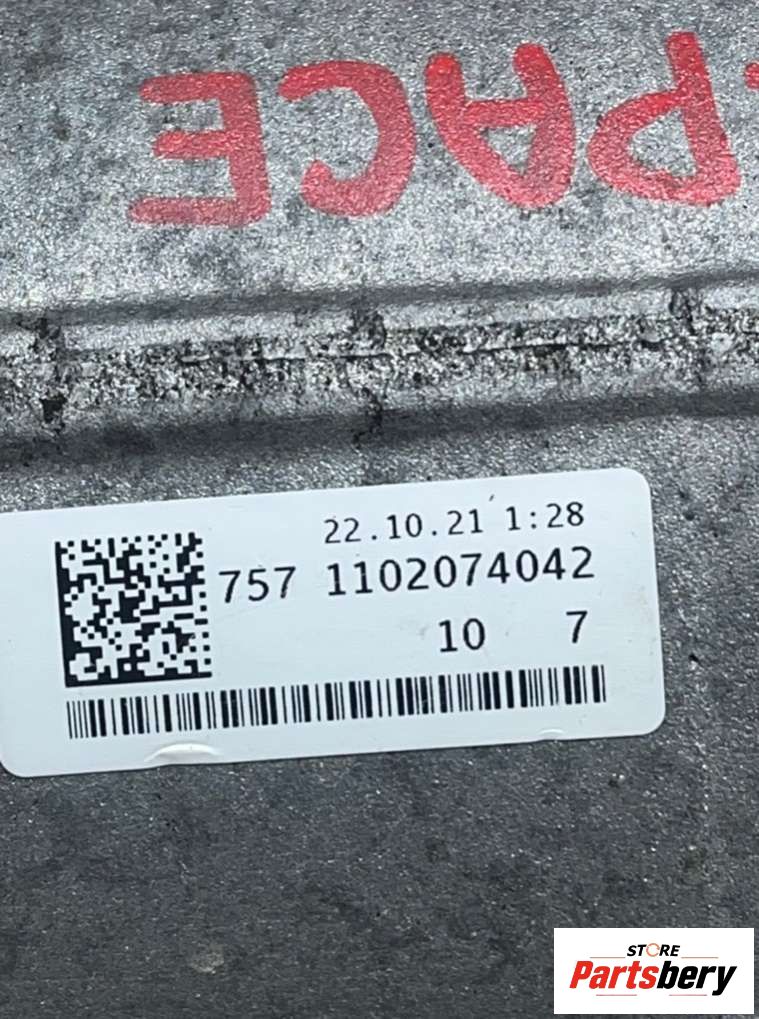 PACE
22.10.21 1:28
757 1102074042
10 7
STORE
Partsbery